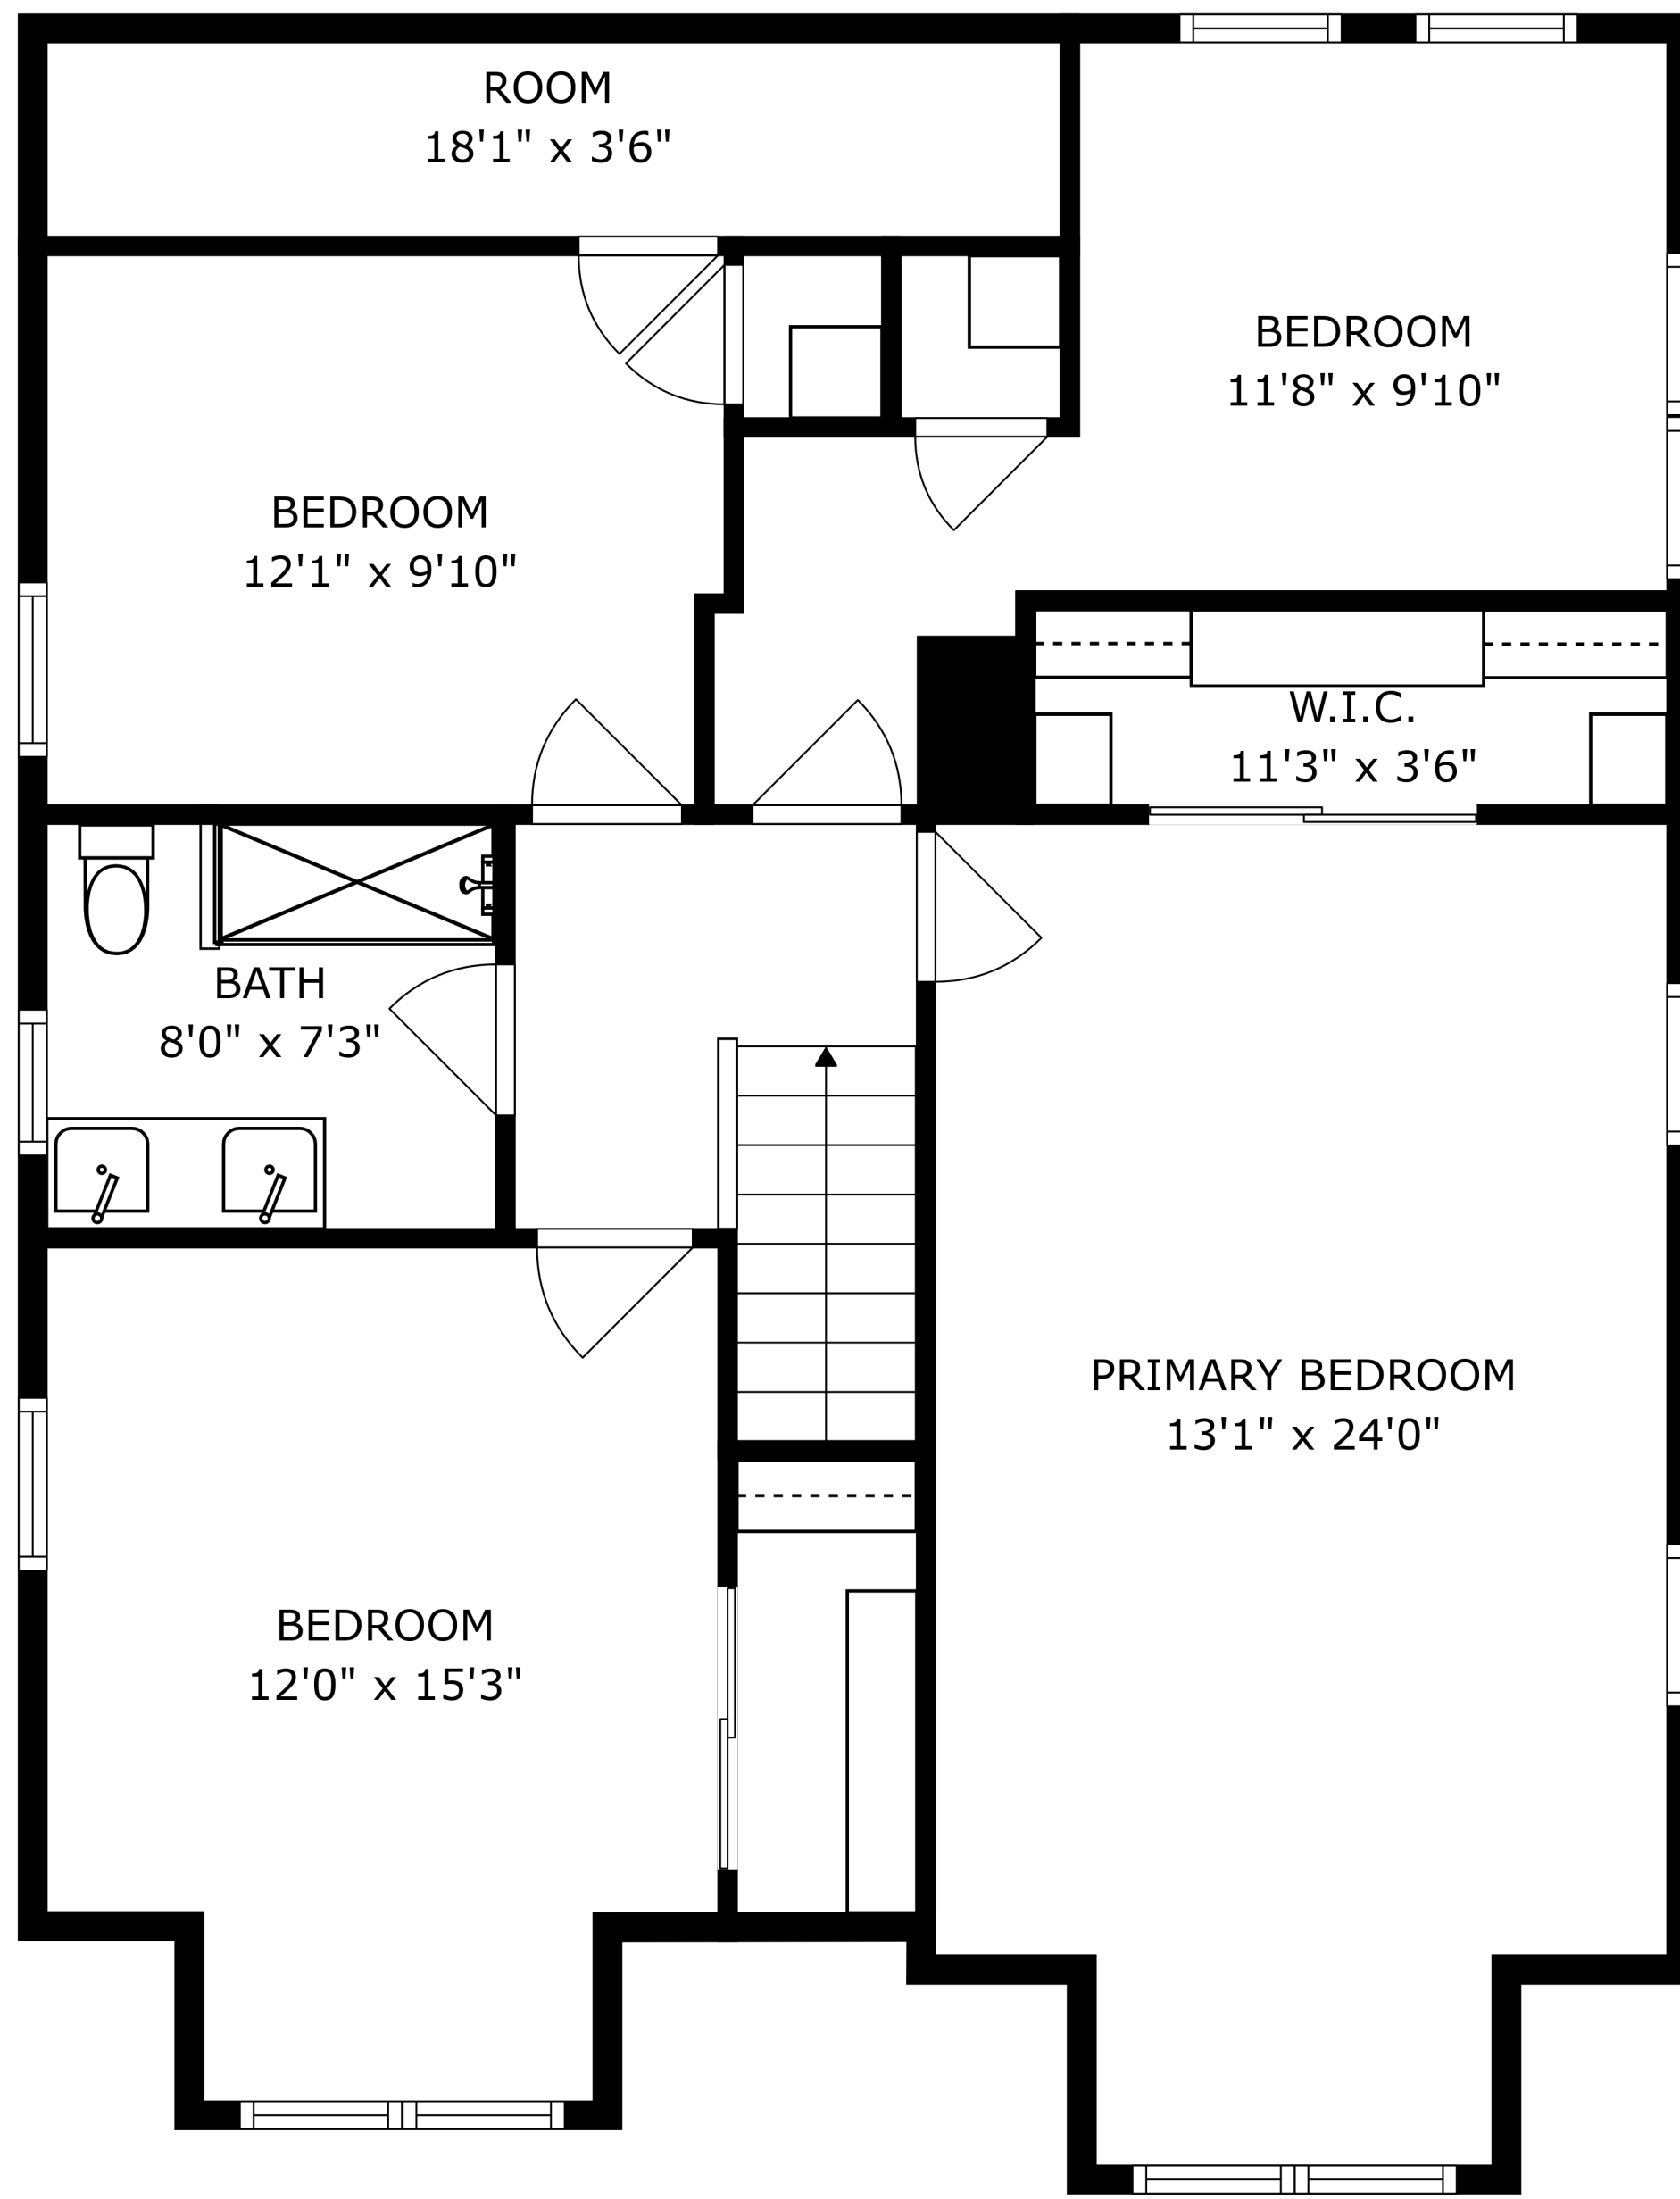 ROOM
18'1" x 3'6"
BEDROOM
11'8" x 9'10"
BEDROOM
12'1" x 9'10"
W.I.C.
11'3" x 3'6"
BATH
8'0" x 7'3"
PRIMARY BEDROOM
13'1" x 24'0"
BEDROOM
12'0" x 15'3"